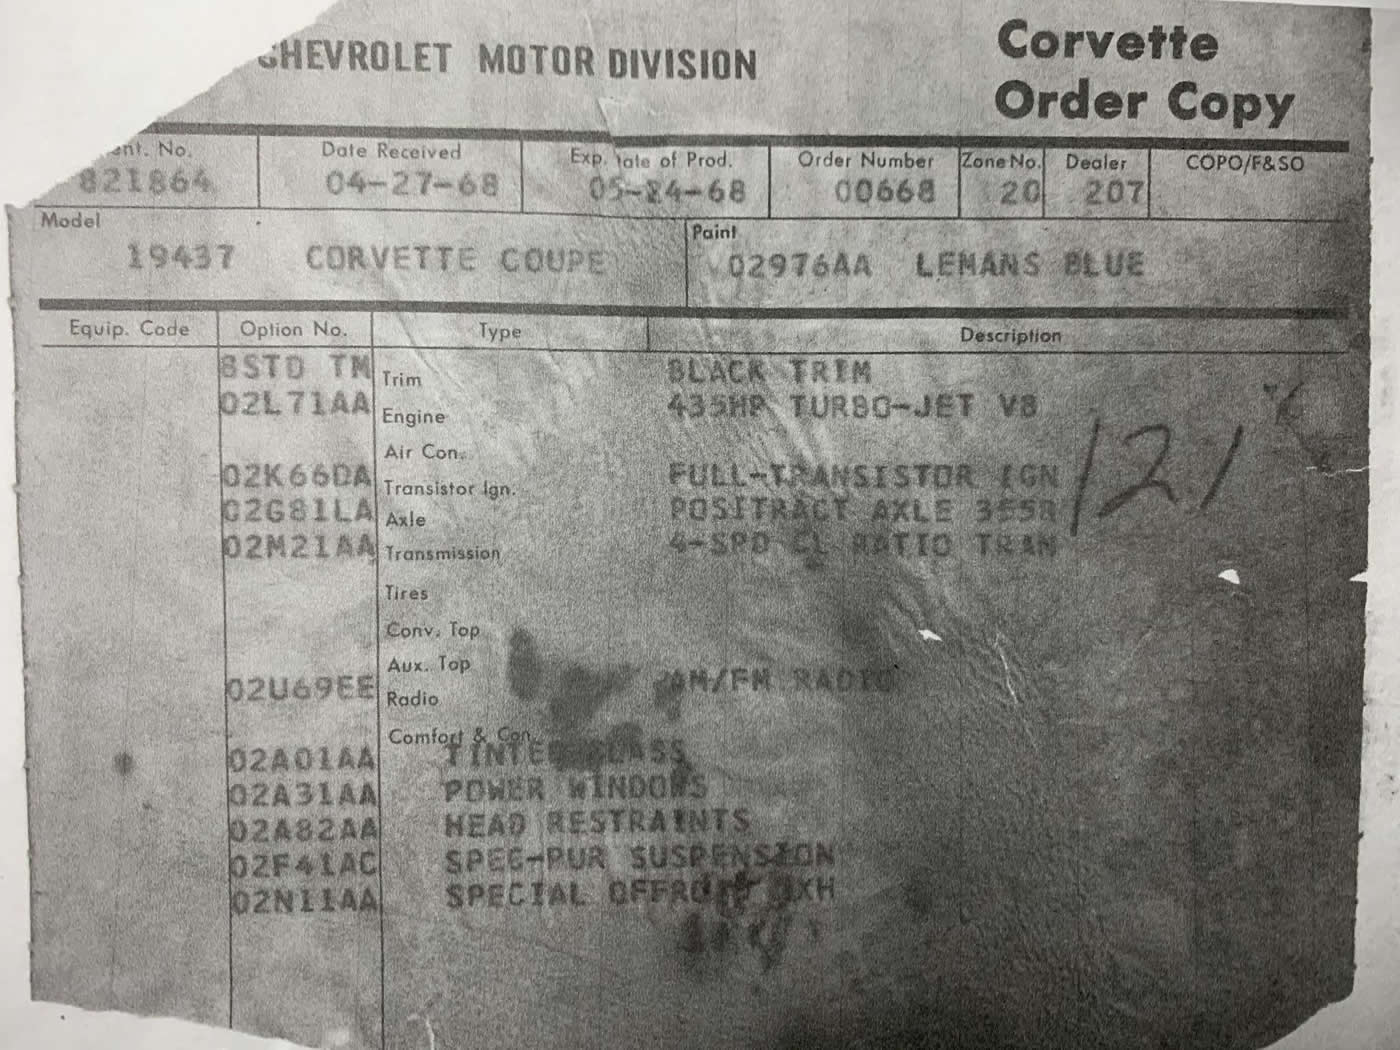 CHEVROLET MOTOR DIVISION
Corvette
Order Copy
ent. No. Date Received Exp. Date of Prod. Order Number Zone No. Dealer COPO/F&SO
821864 04-27-68 05-24-68 00668 20 207
Model Paint
19437 CORVETTE COUPE 02976AA LEMANS BLUE
Equip. Code Option No. Type Description
8STD TM Trim BLACK TRIM
02L71AA Engine 435HP TURBO-JET V8
Air Con.
02K66DA Transistor Ign. FULL-TRANSISTOR IGN
02G81LA Axle POSITRACT AXLE 355R
02M21AA Transmission 4-SPD CL RATIO TRAN
121
Tires
Conv. Top
Aux. Top
02U69EE Radio AM/FM RADIO
Comfort & Con.
02A01AA TINTED GLASS
02A31AA POWER WINDOWS
02A82AA HEAD RESTRAINTS
02F41AC SPEC-PUR SUSPENSION
02N11AA SPECIAL OFFROAD EXH